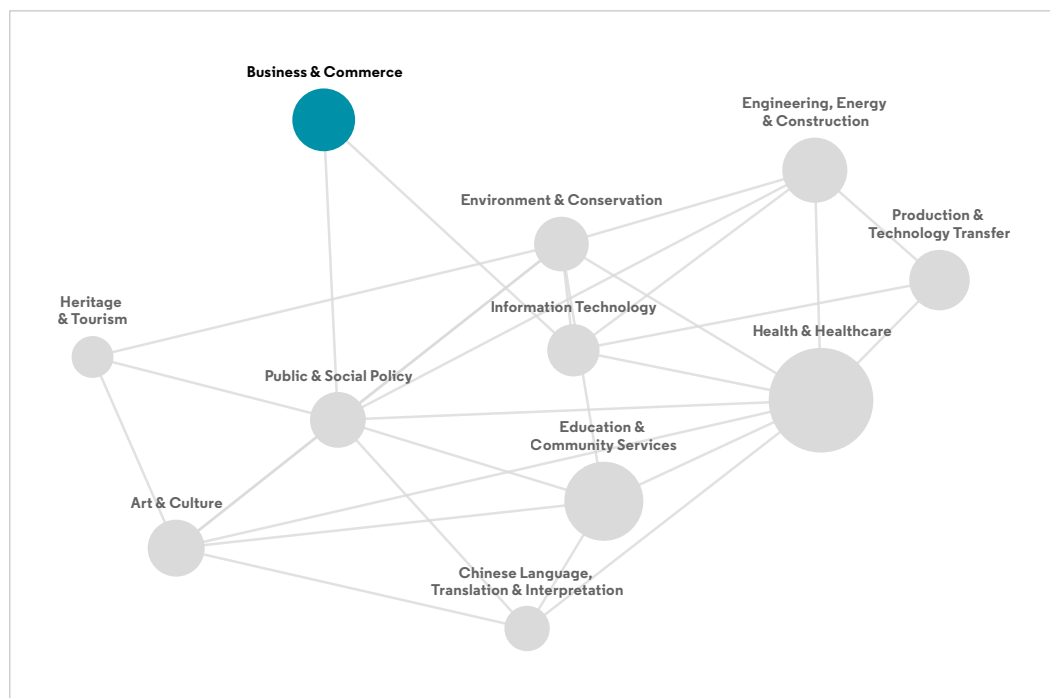 Business & Commerce
Engineering, Energy
& Construction
Environment & Conservation
Production &
Technology Transfer
Heritage
& Tourism
Information Technology
Health & Healthcare
Public & Social Policy
Education &
Community Services
Art & Culture
Chinese Language,
Translation & Interpretation